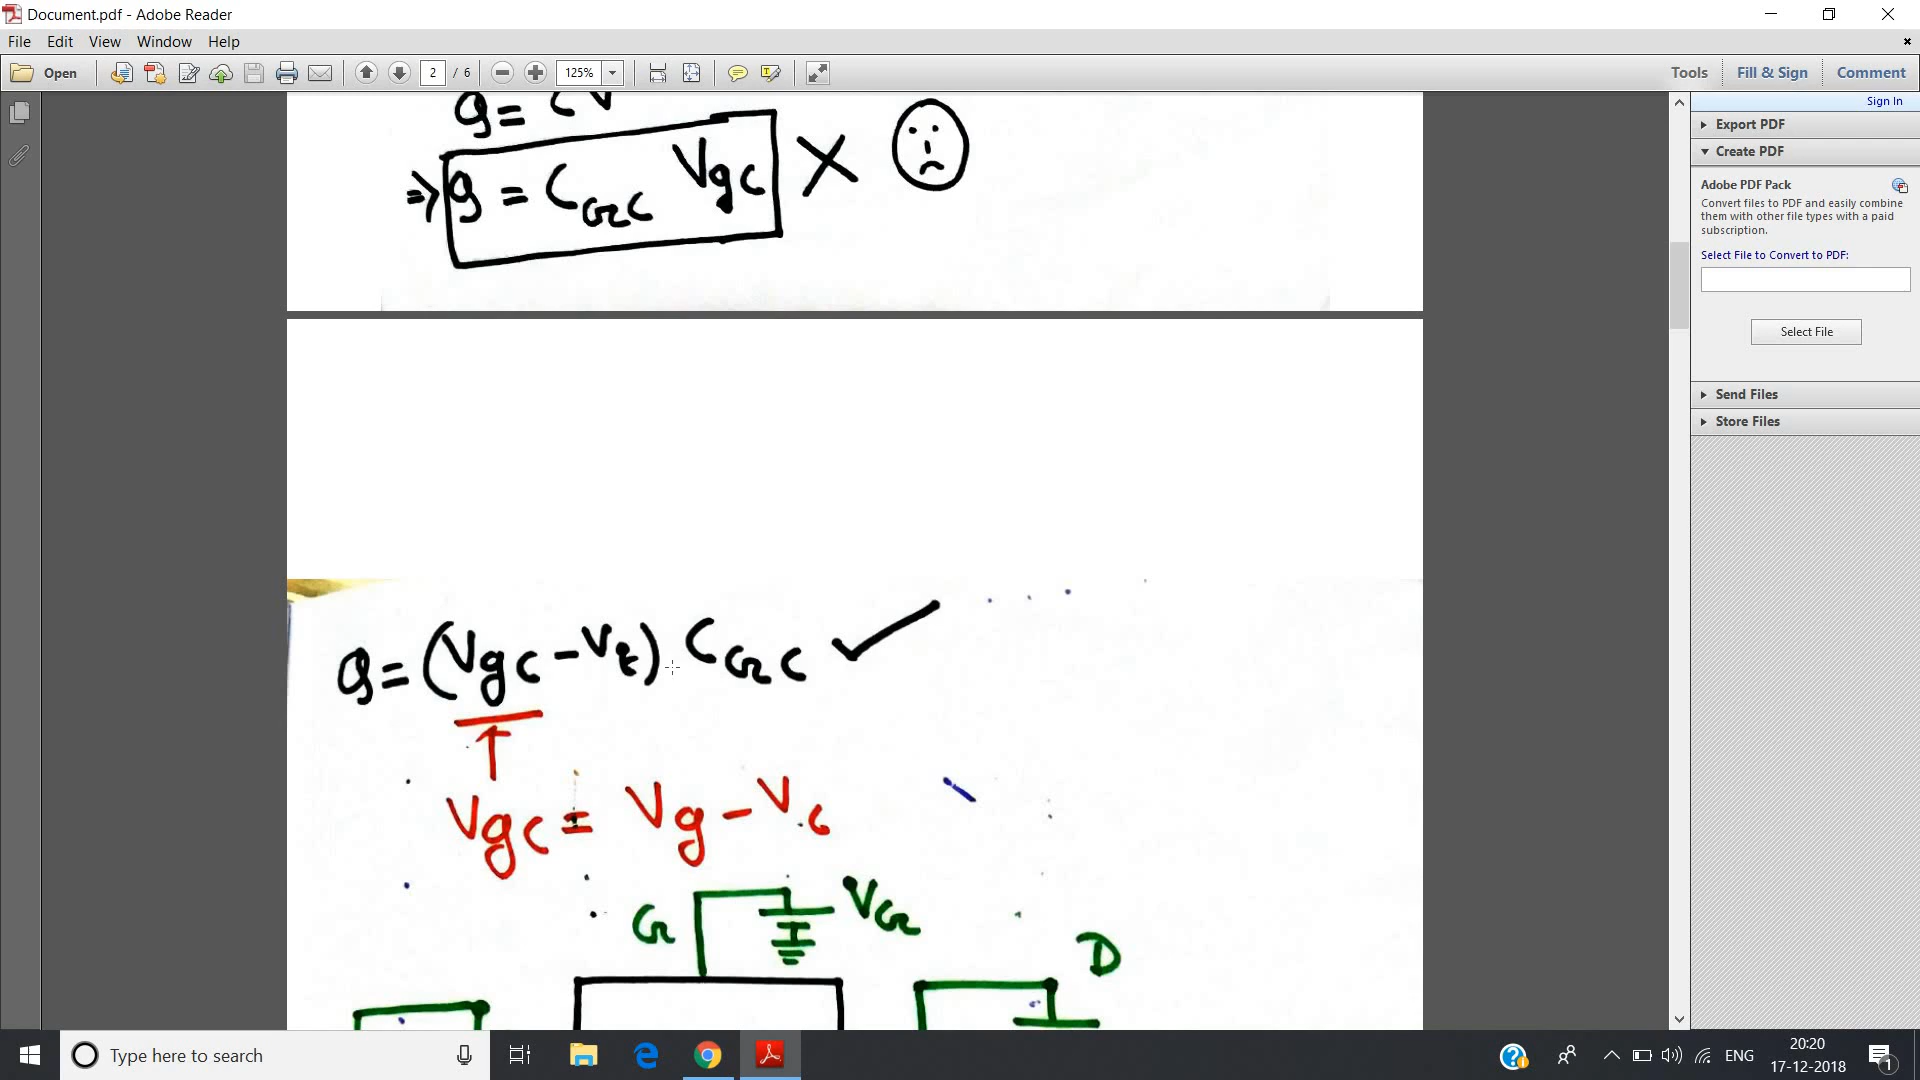 Document.pdf - Adobe Reader
File Edit View Window Help
Open 2 / 6 125% Tools Fill & Sign Comment
Sign In
Export PDF
Create PDF
Adobe PDF Pack
Convert files to PDF and easily combine
them with other file types with a paid
subscription.
Select File to Convert to PDF:
Select File
Send Files
Store Files
q = CV
⇒ q = C_GC V_gc X
q = (V_gc - V_t) . C_GC ✓
↑
V_gc = V_g - V_c
G V_G
D
Type here to search
ENG
20:20
17-12-2018
1